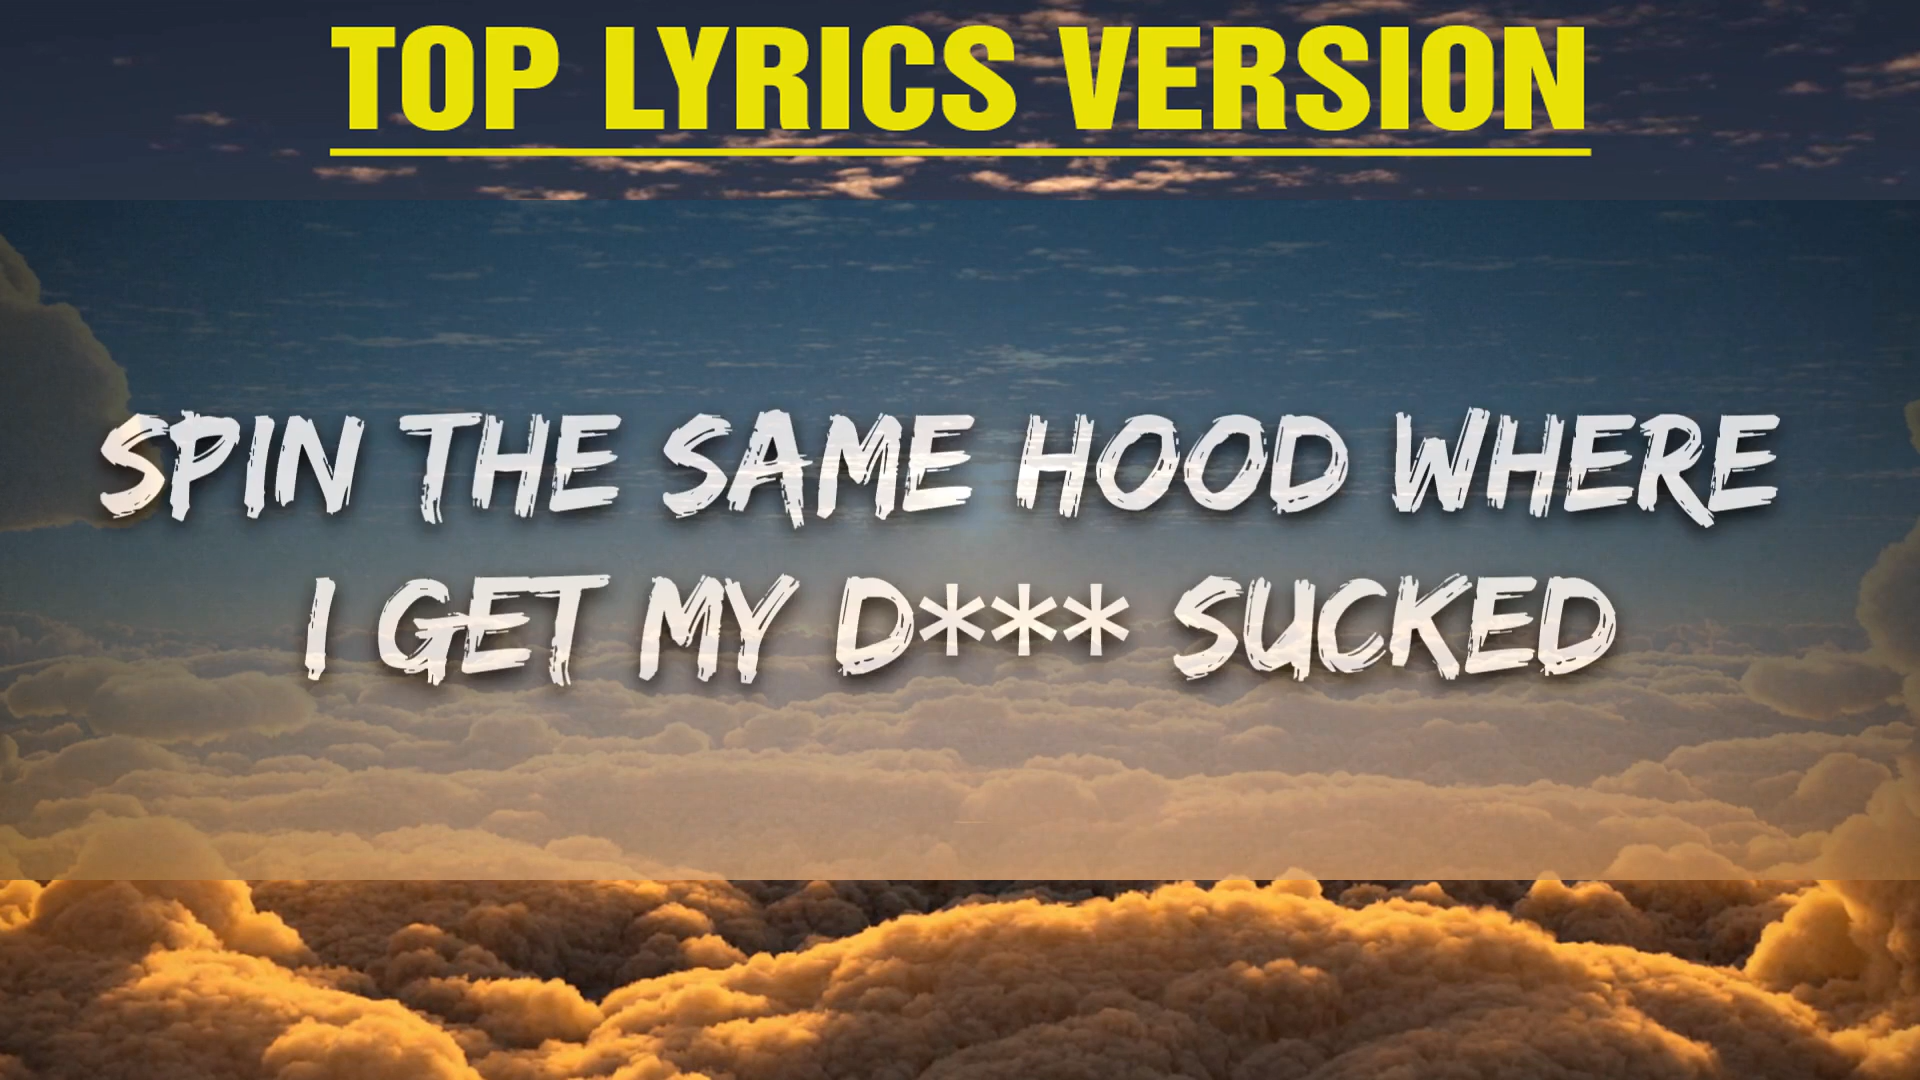 TOP LYRICS VERSION
SPIN THE SAME HOOD WHERE
I GET MY D*** SUCKED